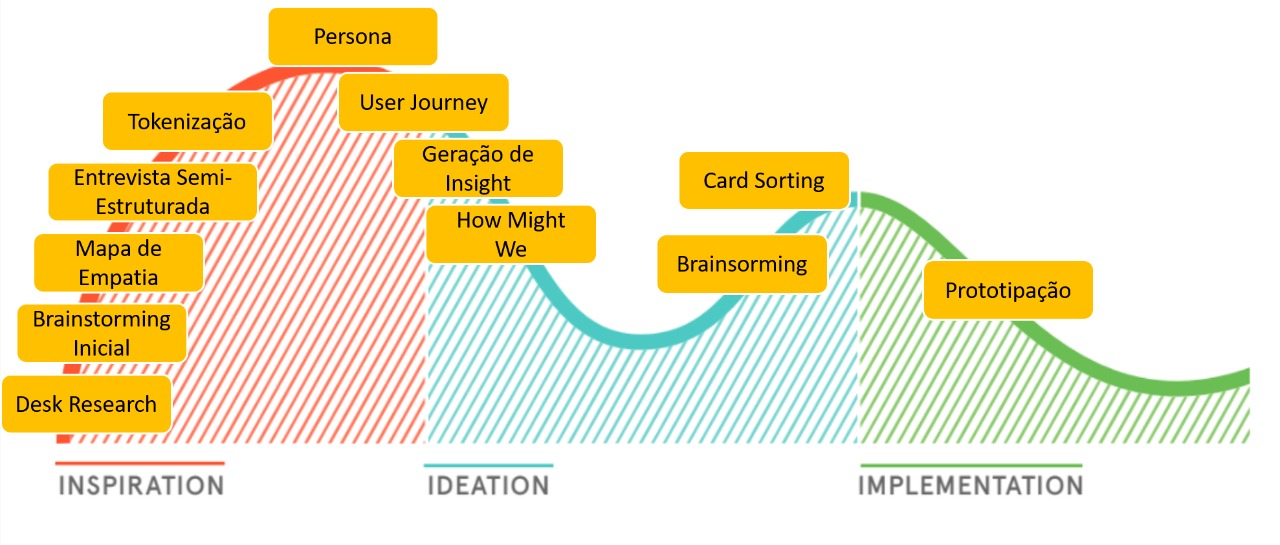 Persona
User Journey
Tokenização
Geração de
Insight
Entrevista Semi-
Estruturada
How Might
We
Mapa de
Empatia
Brainstorming
Inicial
Desk Research
Card Sorting
Brainsorming
Prototipação
INSPIRATION
IDEATION
IMPLEMENTATION